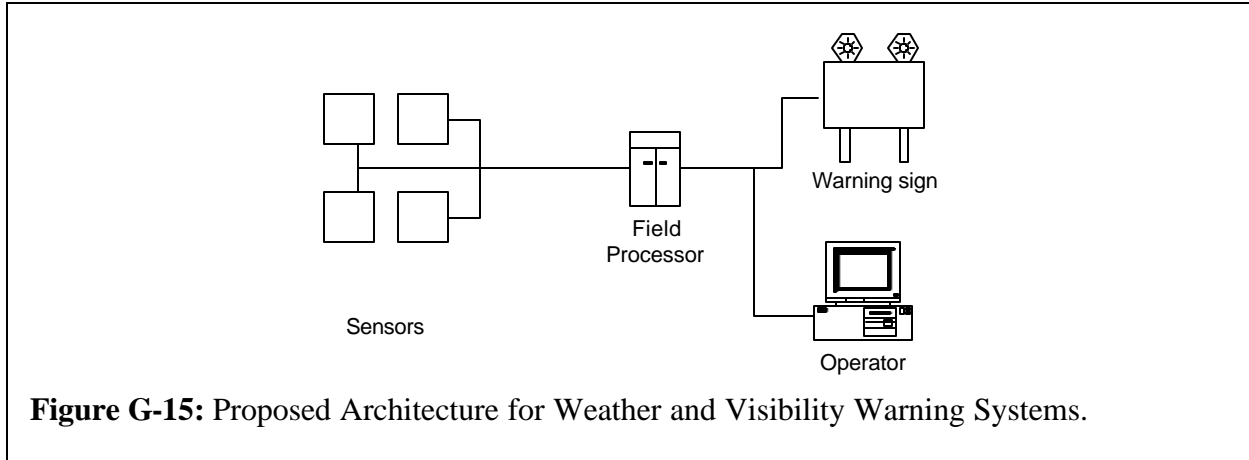 Warning sign
Field
Processor
Sensors
Operator
Figure G-15: Proposed Architecture for Weather and Visibility Warning Systems.